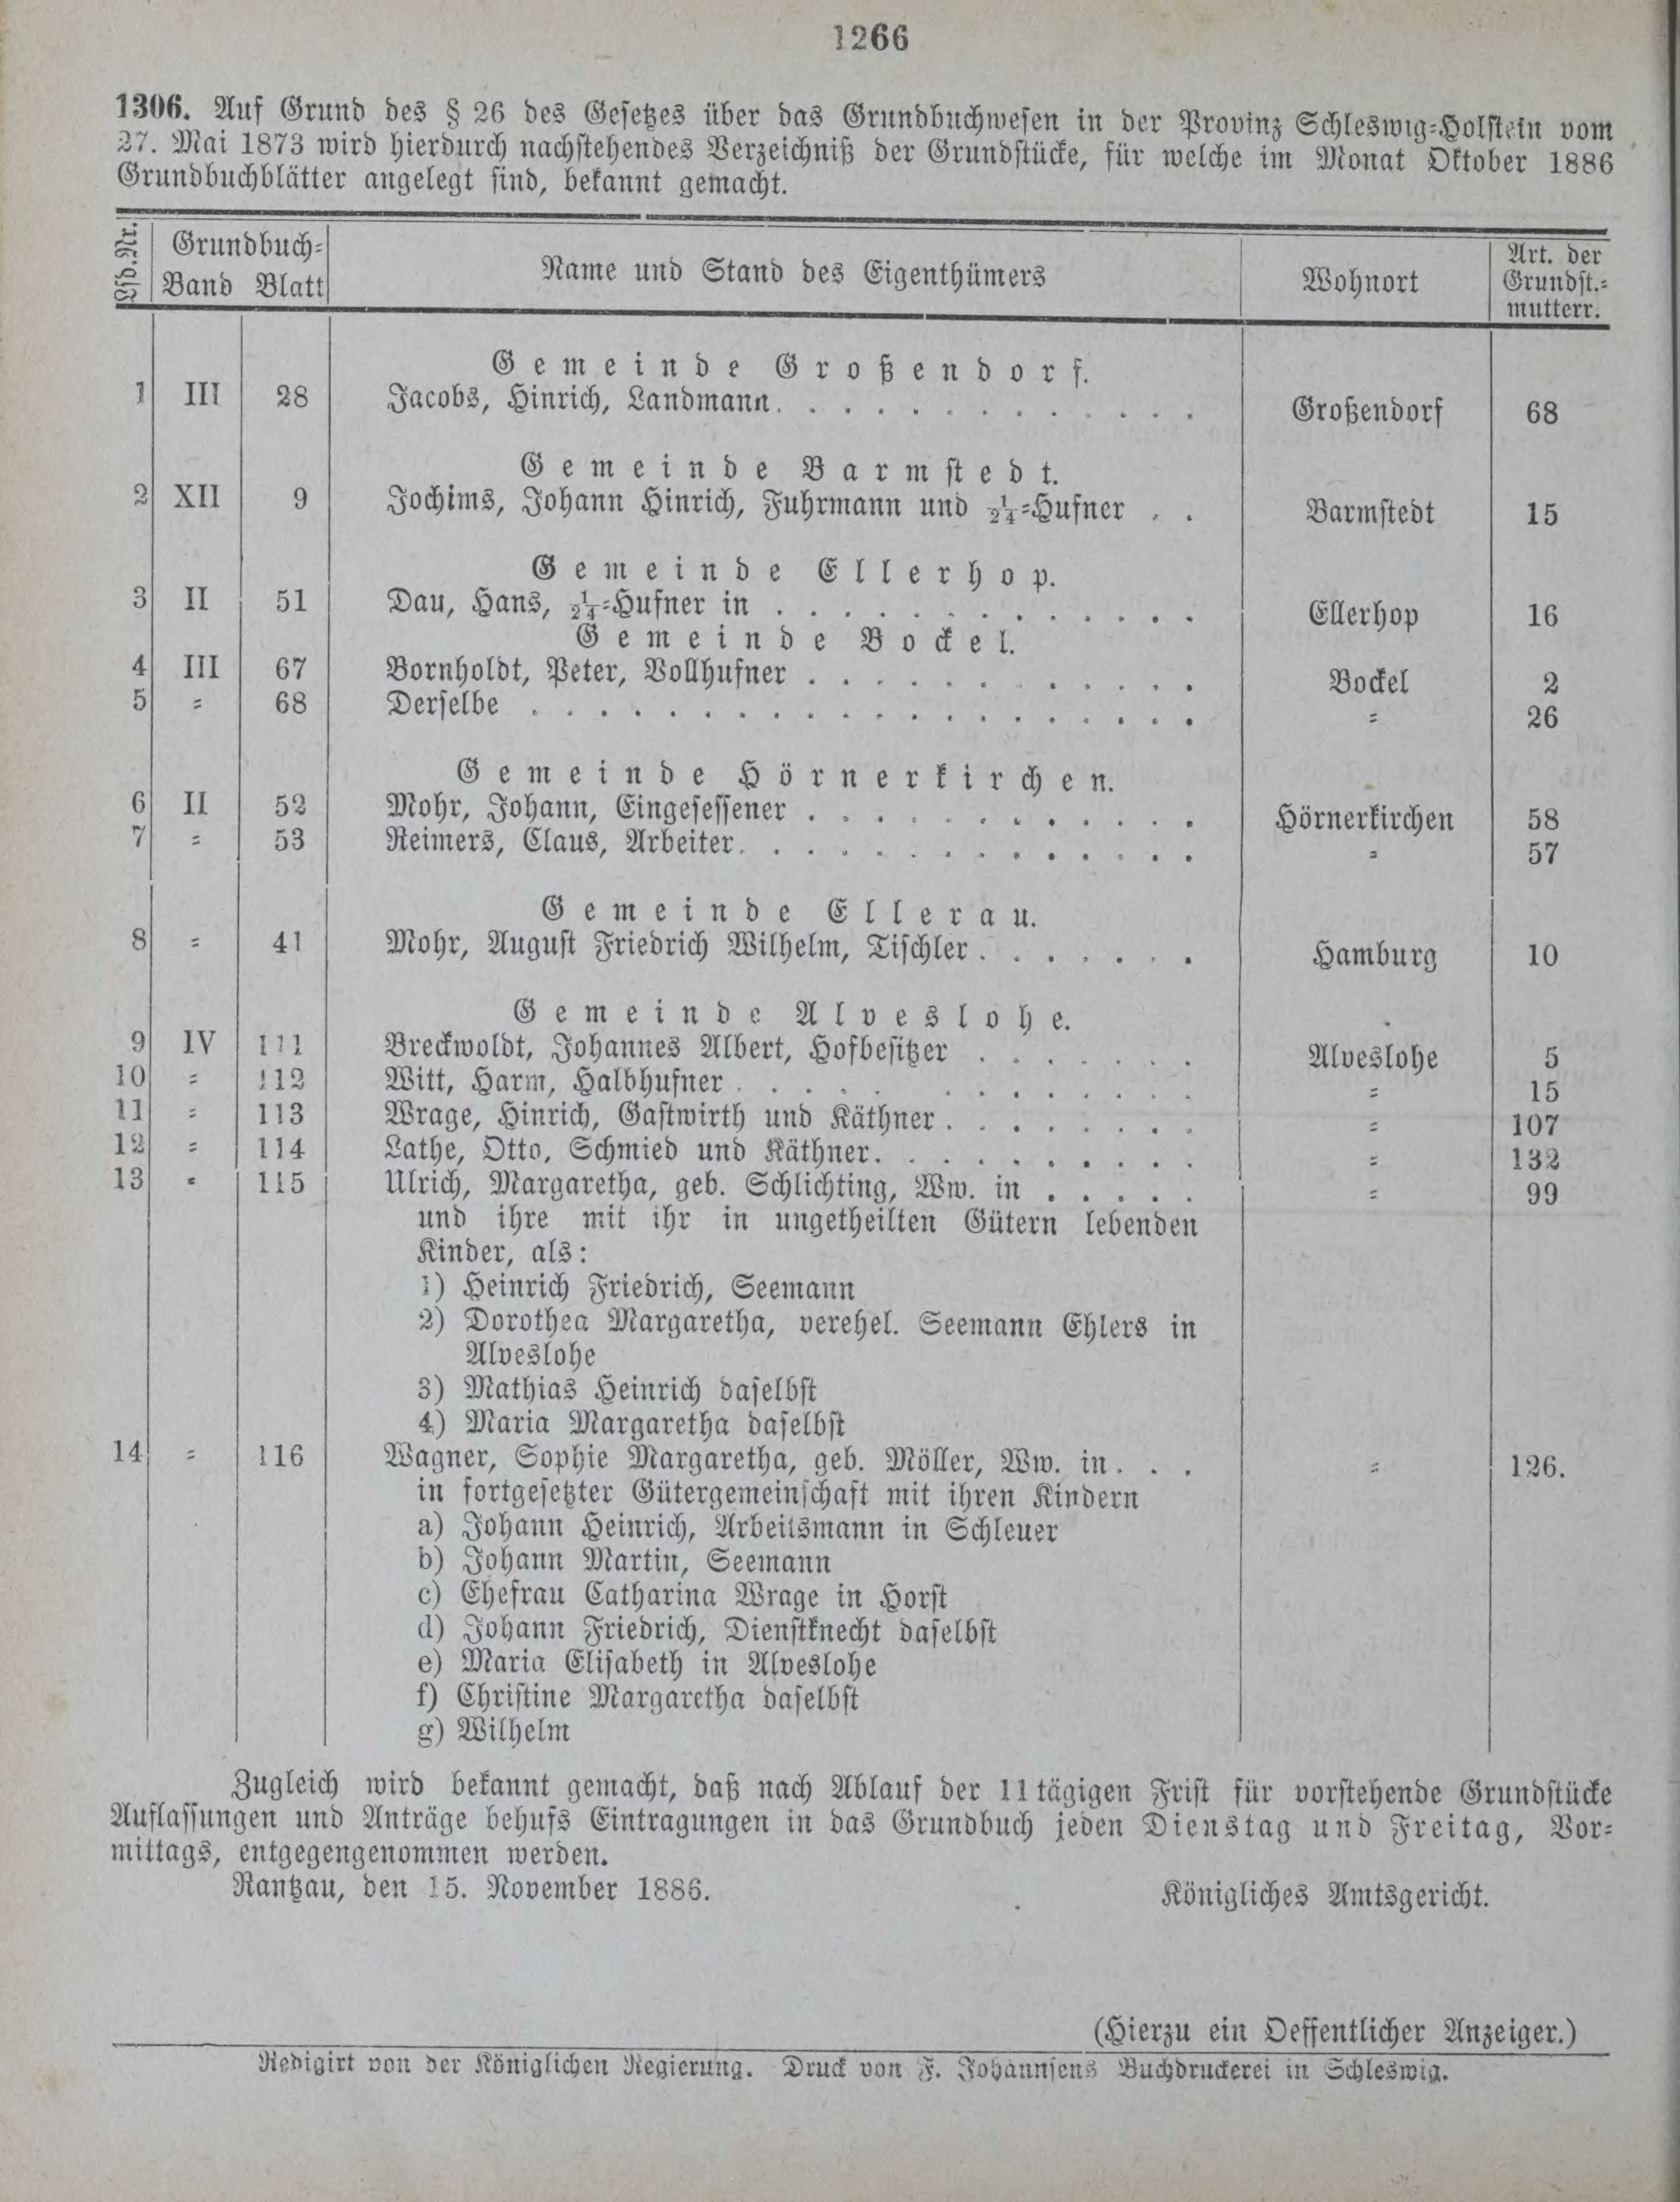 1266
1306. Auf Grund des § 26 des Gesetzes über das Grundbuchwesen in der Provinz Schleswig-Holstein vom
27. Mai 1873 wird hierdurch nachstehendes Verzeichniß der Grundstücke, für welche im Monat Oktober 1886
Grundbuchblätter angelegt sind, bekannt gemacht.
Lfd. Nr. Grundbuch- Band Blatt Name und Stand des Eigenthümers Wohnort Art. der Grundst.-mutterr.
Gemeinde Großendorf.
1 III 28 Jacobs, Hinrich, Landmann. . . . . . . . . . . . . . Großendorf 68
Gemeinde Barmstedt.
2 XII 9 Jochims, Johann Hinrich, Fuhrmann und 1/24-Hufner . . Barmstedt 15
Gemeinde Ellerhop.
3 II 51 Dau, Hans, 1/24-Hufner in . . . . . . . . . . . . . Ellerhop 16
Gemeinde Bockel.
4 III 67 Bornholdt, Peter, Vollhufner . . . . . . . . . . . . Bockel 2
5 = 68 Derselbe . . . . . . . . . . . . . . . . . . . . = 26
Gemeinde Hörnerkirchen.
6 II 52 Mohr, Johann, Eingesessener . . . . . . . . . . . . Hörnerkirchen 58
7 = 53 Reimers, Claus, Arbeiter. . . . . . . . . . . . . . = 57
Gemeinde Ellerau.
8 = 41 Mohr, August Friedrich Wilhelm, Tischler . . . . . . . Hamburg 10
Gemeinde Alveslohe.
9 IV 111 Breckwoldt, Johannes Albert, Hofbesitzer . . . . . . . Alveslohe 5
10 = 112 Witt, Harm, Halbhufner . . . . . . . . . . . . . . = 15
11 = 113 Wrage, Hinrich, Gastwirth und Käthner . . . . . . . . = 107
12 = 114 Lathe, Otto, Schmied und Käthner. . . . . . . . . . . = 132
13 = 115 Ulrich, Margaretha, geb. Schlichting, Ww. in . . . . . = 99
und ihre mit ihr in ungetheilten Gütern lebenden
Kinder, als:
1) Heinrich Friedrich, Seemann
2) Dorothea Margaretha, verehel. Seemann Ehlers in
Alveslohe
3) Mathias Heinrich daselbst
4) Maria Margaretha daselbst
14 = 116 Wagner, Sophie Margaretha, geb. Möller, Ww. in . . . = 126.
in fortgesetzter Gütergemeinschaft mit ihren Kindern
a) Johann Heinrich, Arbeitsmann in Schleuer
b) Johann Martin, Seemann
c) Ehefrau Catharina Wrage in Horst
d) Johann Friedrich, Dienstknecht daselbst
e) Maria Elisabeth in Alveslohe
f) Christine Margaretha daselbst
g) Wilhelm
Zugleich wird bekannt gemacht, daß nach Ablauf der 11tägigen Frist für vorstehende Grundstücke
Auflassungen und Anträge behufs Eintragungen in das Grundbuch jeden Dienstag und Freitag, Vor-
mittags, entgegengenommen werden.
Rantzau, den 15. November 1886. Königliches Amtsgericht.
(Hierzu ein Oeffentlicher Anzeiger.)
Redigirt von der Königlichen Regierung. Druck von F. Johannsens Buchdruckerei in Schleswig.